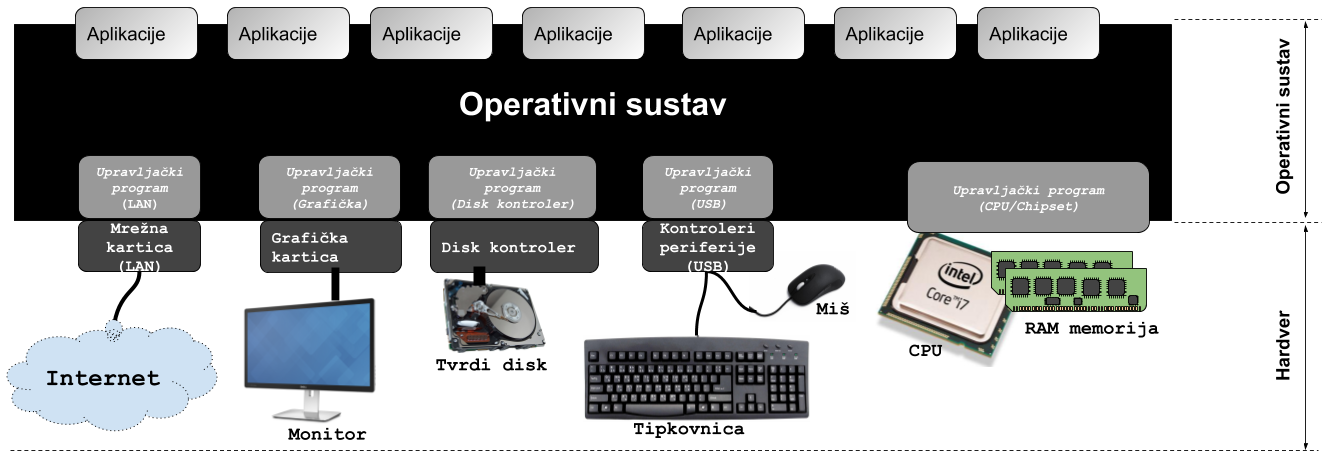 Aplikacije
Aplikacije
Aplikacije
Aplikacije
Aplikacije
Aplikacije
Aplikacije
Operativni sustav
Operativni sustav
Upravljački
program
(LAN)
Upravljački
program
(Grafička)
Upravljački
program
(Disk kontroler)
Upravljački
program
(USB)
Upravljački program
(CPU/Chipset)
Mrežna
kartica
(LAN)
Grafička
kartica
Disk kontroler
Kontroleri
periferije
(USB)
intel
Core™i7
Miš
RAM memorija
CPU
Tvrdi disk
Internet
Monitor
Tipkovnica
Hardver